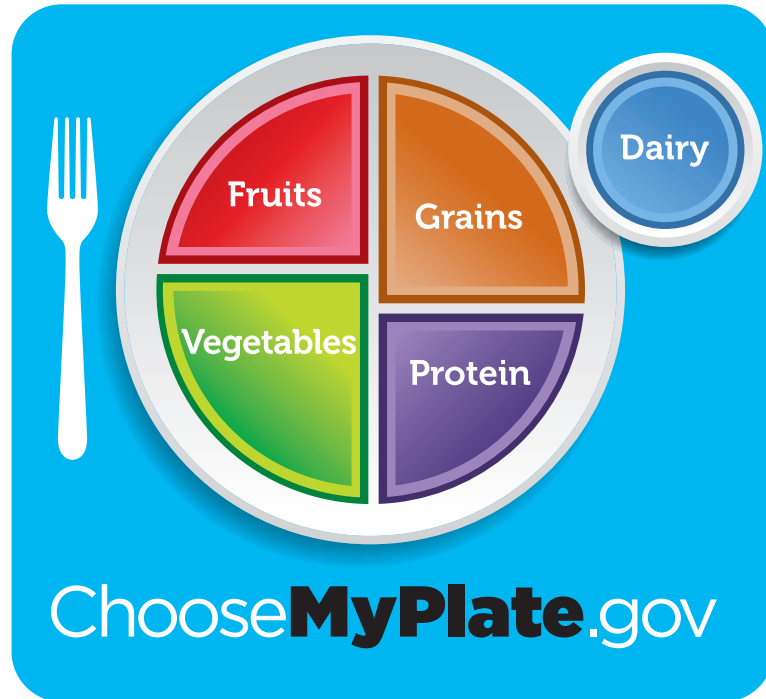 Fruits
Grains
Dairy
Vegetables
Protein
ChooseMyPlate.gov